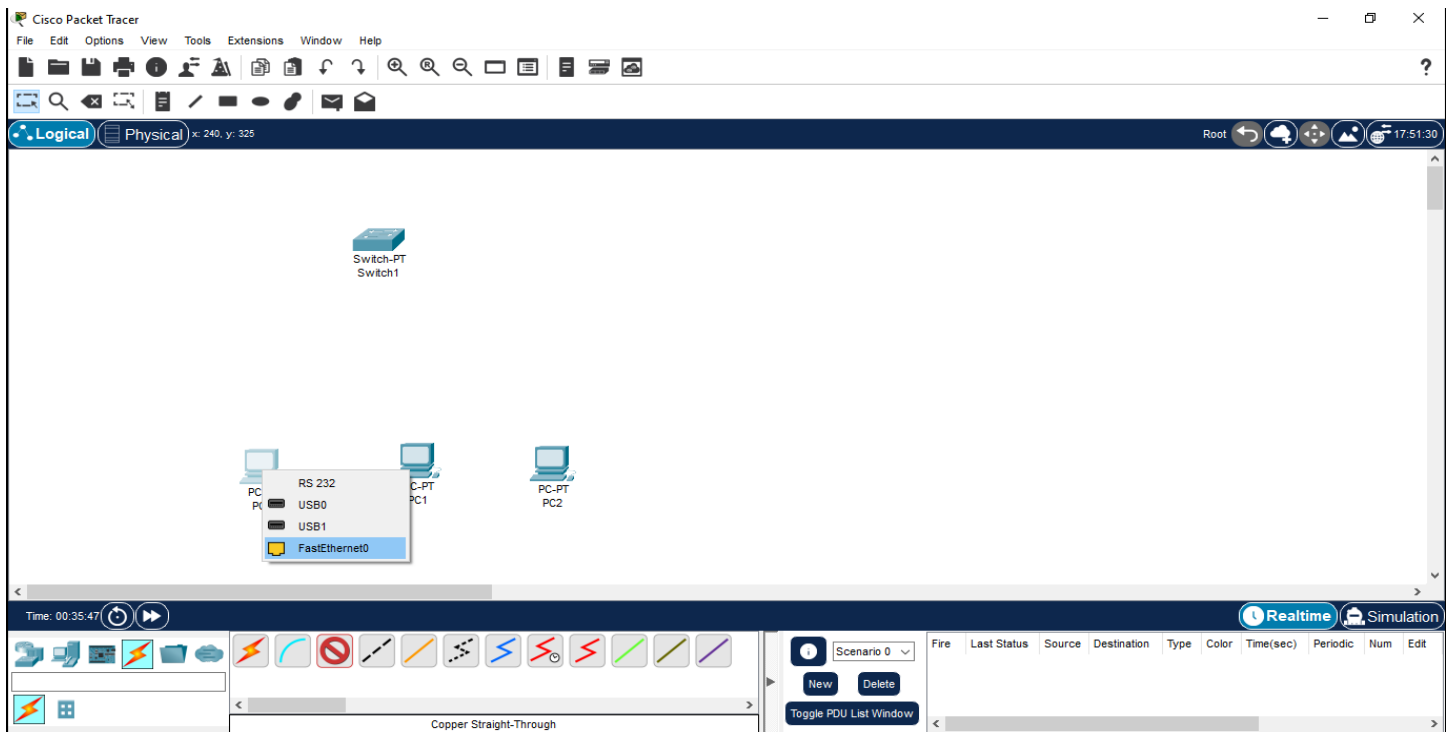 Cisco Packet Tracer
File Edit Options View Tools Extensions Window Help
?
Logical Physical x: 240, y: 325 Root 17:51:30
Switch-PT
Switch1
PC
RS 232
USB0
USB1
FastEthernet0
C-PT
PC1
PC-PT
PC2
Time: 00:35:47 Realtime Simulation
Scenario 0
New Delete
Toggle PDU List Window
Fire Last Status Source Destination Type Color Time(sec) Periodic Num Edit
Copper Straight-Through